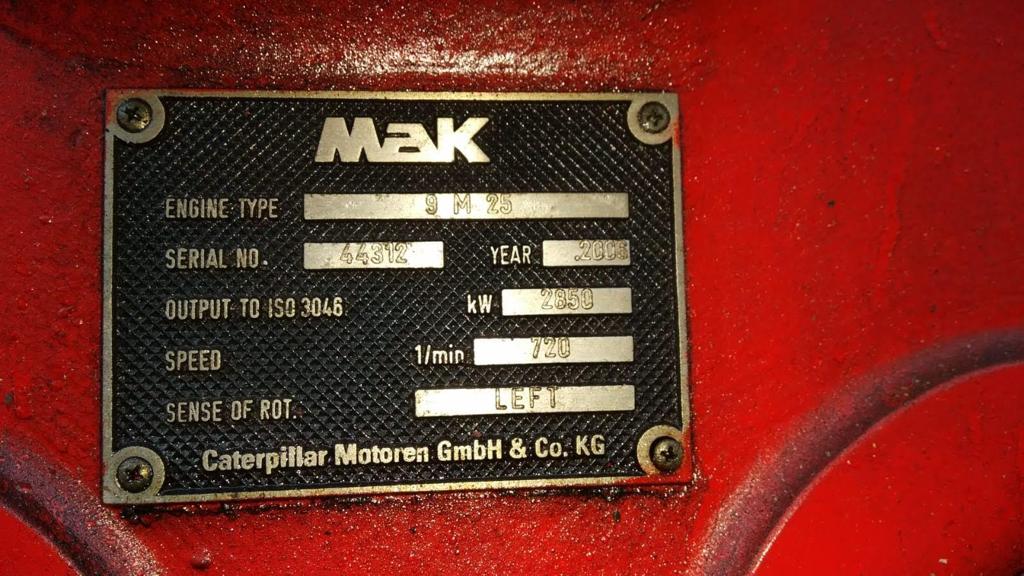 MaK
ENGINE TYPE 9 M 25
SERIAL NO. 44312 YEAR
OUTPUT TO ISO 3046 kW 2850
SPEED 1/min 720
SENSE OF ROT. LEFT
Caterpillar Motoren GmbH & Co. KG